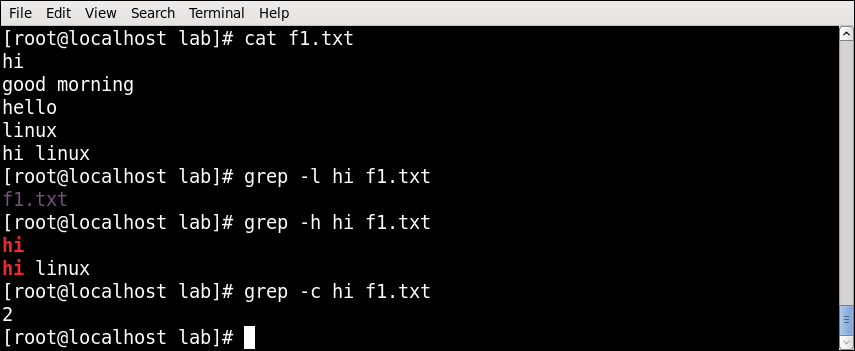 File Edit View Search Terminal Help
[root@localhost lab]# cat f1.txt
hi
good morning
hello
linux
hi linux
[root@localhost lab]# grep -l hi f1.txt
f1.txt
[root@localhost lab]# grep -h hi f1.txt
hi
hi linux
[root@localhost lab]# grep -c hi f1.txt
2
[root@localhost lab]#